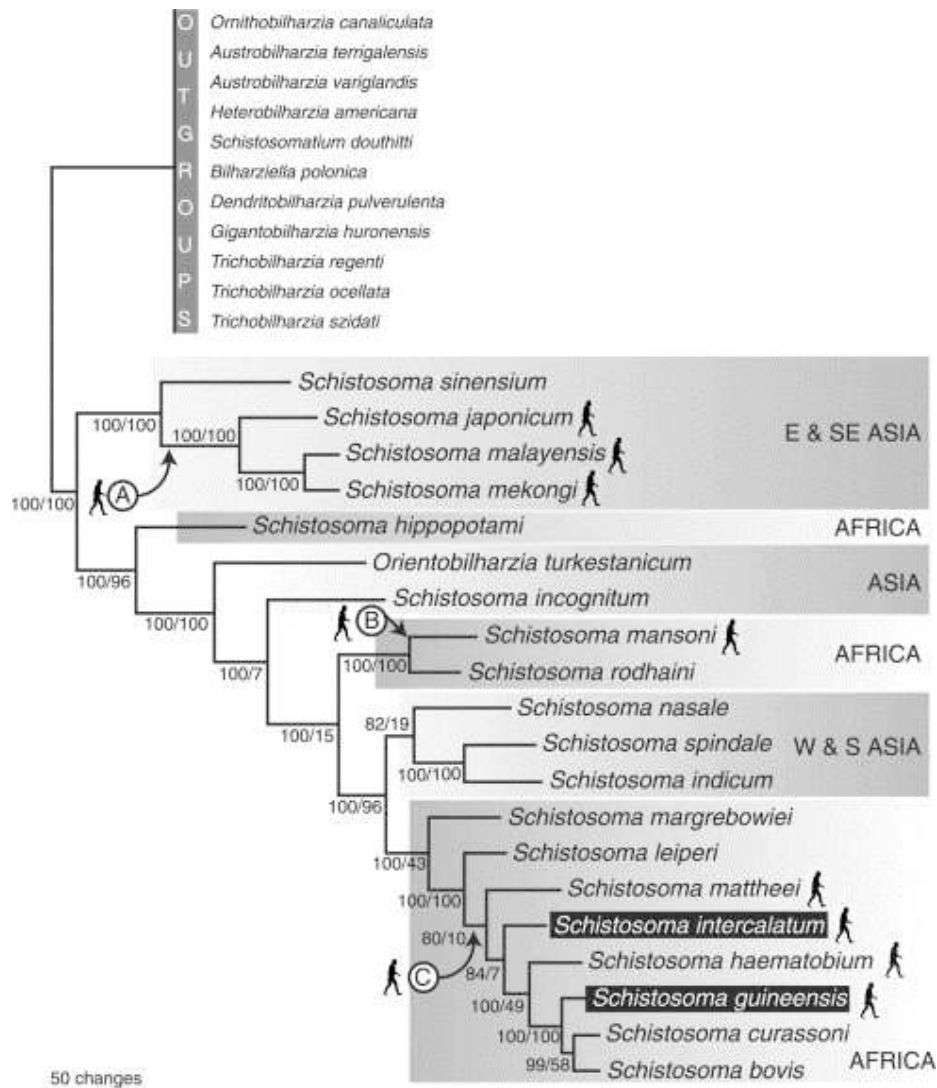 OUTGROUPS
Ornithobilharzia canaliculata
Austrobilharzia terrigalensis
Austrobilharzia variglandis
Heterobilharzia americana
Schistosomatium douthitti
Bilharziella polonica
Dendritobilharzia pulverulenta
Gigantobilharzia huronensis
Trichobilharzia regenti
Trichobilharzia ocellata
Trichobilharzia szidati
Schistosoma sinensium
100/100
100/100
Schistosoma japonicum
E & SE ASIA
Schistosoma malayensis
100/100
Schistosoma mekongi
100/100
A
Schistosoma hippopotami
AFRICA
100/96
Orientobilharzia turkestanicum
ASIA
Schistosoma incognitum
100/100
B
Schistosoma mansoni
AFRICA
100/7
100/100
Schistosoma rodhaini
Schistosoma nasale
82/19
100/15
Schistosoma spindale
W & S ASIA
100/100
Schistosoma indicum
100/96
Schistosoma margrebowiei
100/43
Schistosoma leiperi
100/100
Schistosoma mattheei
80/10
Schistosoma intercalatum
84/7
C
Schistosoma haematobium
100/49
Schistosoma guineensis
100/100
Schistosoma curassoni
99/58
Schistosoma bovis
AFRICA
50 changes